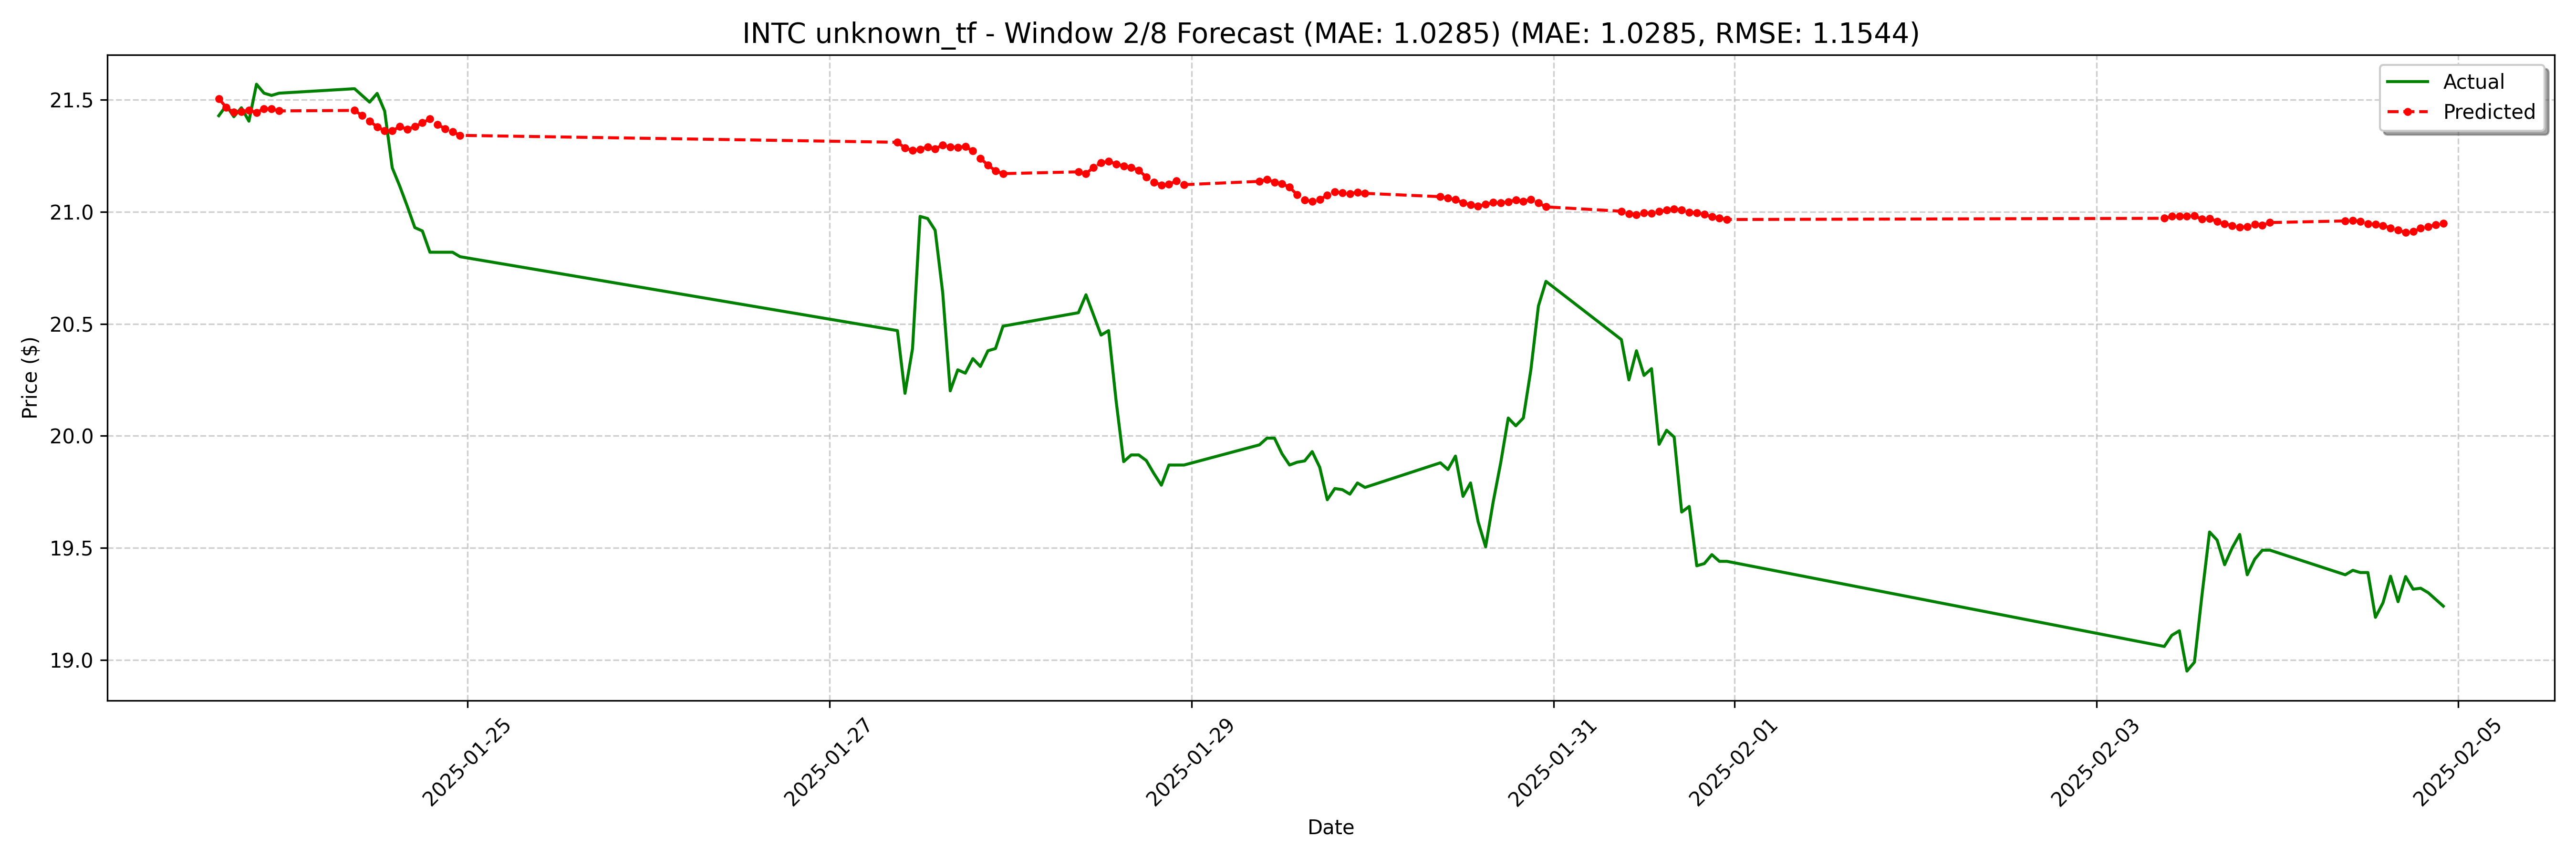 INTC unknown_tf - Window 2/8 Forecast (MAE: 1.0285) (MAE: 1.0285, RMSE: 1.1544)
Actual
Predicted
Price ($)
21.5
21.0
20.5
20.0
19.5
19.0
2025-01-25
2025-01-27
2025-01-29
2025-01-31
2025-02-01
2025-02-03
2025-02-05
Date